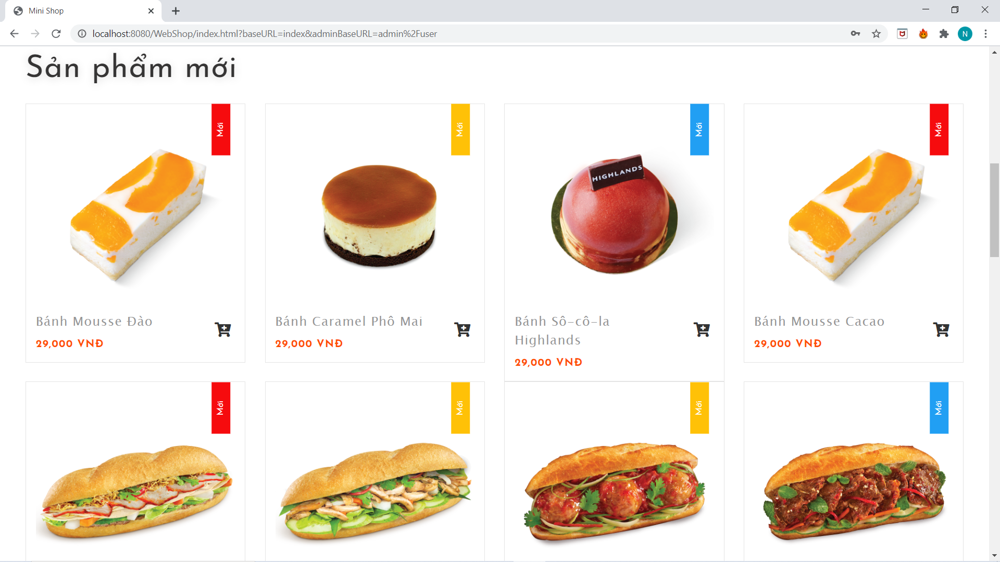 Mini Shop
localhost:8080/WebShop/index.html?baseURL=index&adminBaseURL=admin%2Fuser
N
Sản phẩm mới
Mới
Mới
Mới
Mới
HIGHLANDS
Bánh Mousse Đào
29,000 VNĐ
Bánh Caramel Phô Mai
29,000 VNĐ
Bánh Sô-cô-la
Highlands
29,000 VNĐ
Bánh Mousse Cacao
29,000 VNĐ
Mới
Mới
Mới
Mới